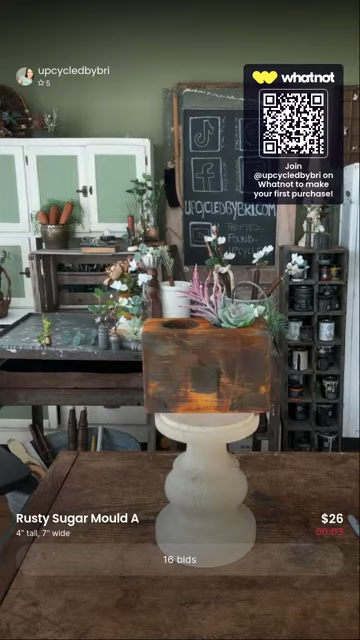 upcycledbybri
☆ 5
whatnot
Join
@upcycledbybri on
Whatnot to make
your first purchase!
UPCYCLEDBYBRI.COM
Rusty Sugar Mould A
$26
4" tall, 7" wide
00:03
16 bids